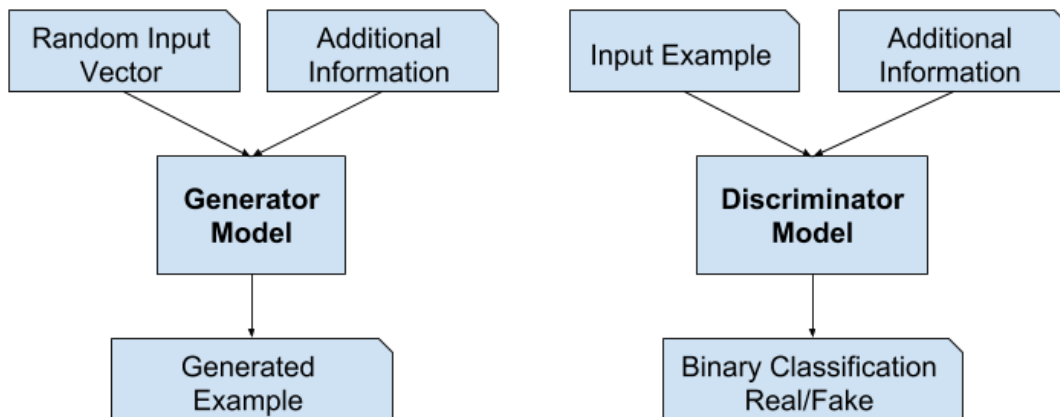 Random Input
Vector
Additional
Information
Input Example
Additional
Information
Generator
Model
Discriminator
Model
Generated
Example
Binary Classification
Real/Fake